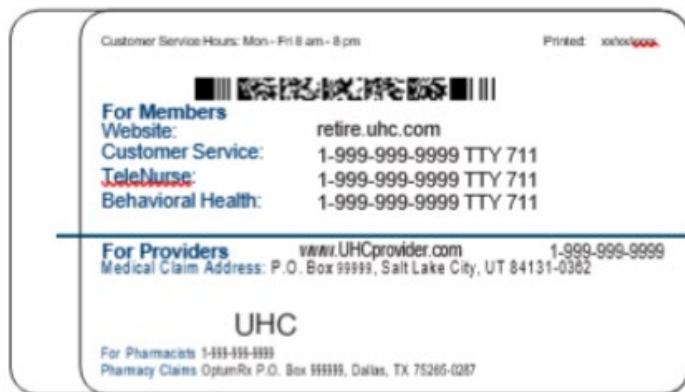 Customer Service Hours: Mon - Fri 8 am - 8 pm Printed:
For Members
Website: retire.uhc.com
Customer Service: 1-999-999-9999 TTY 711
TeleNurse: 1-999-999-9999 TTY 711
Behavioral Health: 1-999-999-9999 TTY 711
For Providers www.UHCprovider.com 1-999-999-9999
Medical Claim Address: P.O. Box 99999, Salt Lake City, UT 84131-0362
UHC
For Pharmacists 1-999-999-9999
Pharmacy Claims OptumRx P.O. Box 999999, Dallas, TX 75265-0287